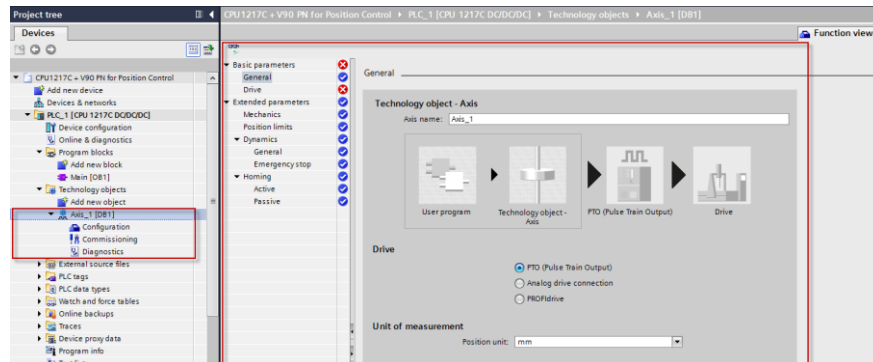 Project tree
CPU1217C + V90 PN for Position Control ▸ PLC_1 [CPU 1217C DC/DC/DC] ▸ Technology objects ▸ Axis_1 [DB1]
Devices
Function view
CPU1217C + V90 PN for Position Control
Add new device
Devices & networks
PLC_1 [CPU 1217C DC/DC/DC]
Device configuration
Online & diagnostics
Program blocks
Add new block
Main [OB1]
Technology objects
Add new object
Axis_1 [DB1]
Configuration
Commissioning
Diagnostics
External source files
PLC tags
PLC data types
Watch and force tables
Online backups
Traces
Device proxy data
Program info
Basic parameters
General
Drive
Extended parameters
Mechanics
Position limits
Dynamics
General
Emergency stop
Homing
Active
Passive
General
Technology object - Axis
Axis name: Axis_1
User program
Technology object - Axis
PTO (Pulse Train Output)
Drive
Drive
PTO (Pulse Train Output)
Analog drive connection
PROFIdrive
Unit of measurement
Position unit: mm